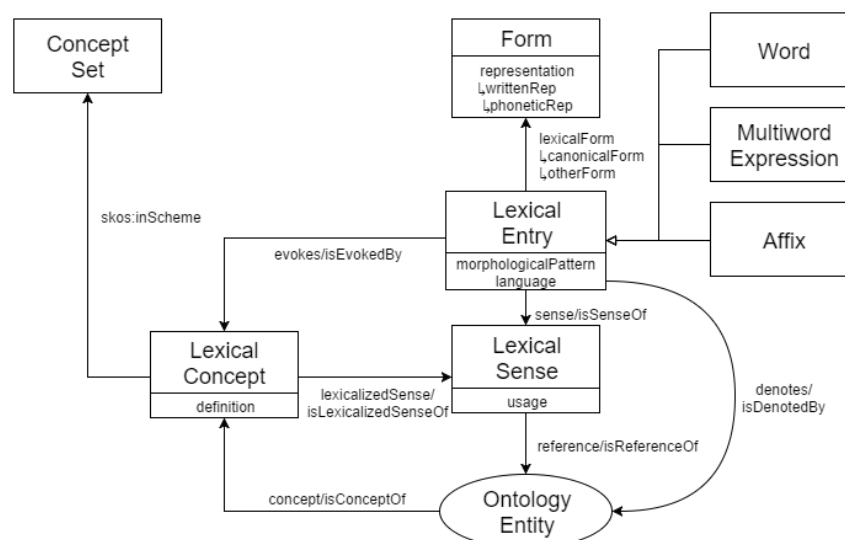 Concept
Set
Form
representation
↳writtenRep
↳phoneticRep
Word
Multiword
Expression
Affix
lexicalForm
↳canonicalForm
↳otherForm
skos:inScheme
Lexical
Entry
morphologicalPattern
language
evokes/isEvokedBy
sense/isSenseOf
Lexical
Concept
definition
lexicalizedSense/
isLexicalizedSenseOf
Lexical
Sense
usage
denotes/
isDenotedBy
reference/isReferenceOf
concept/isConceptOf
Ontology
Entity